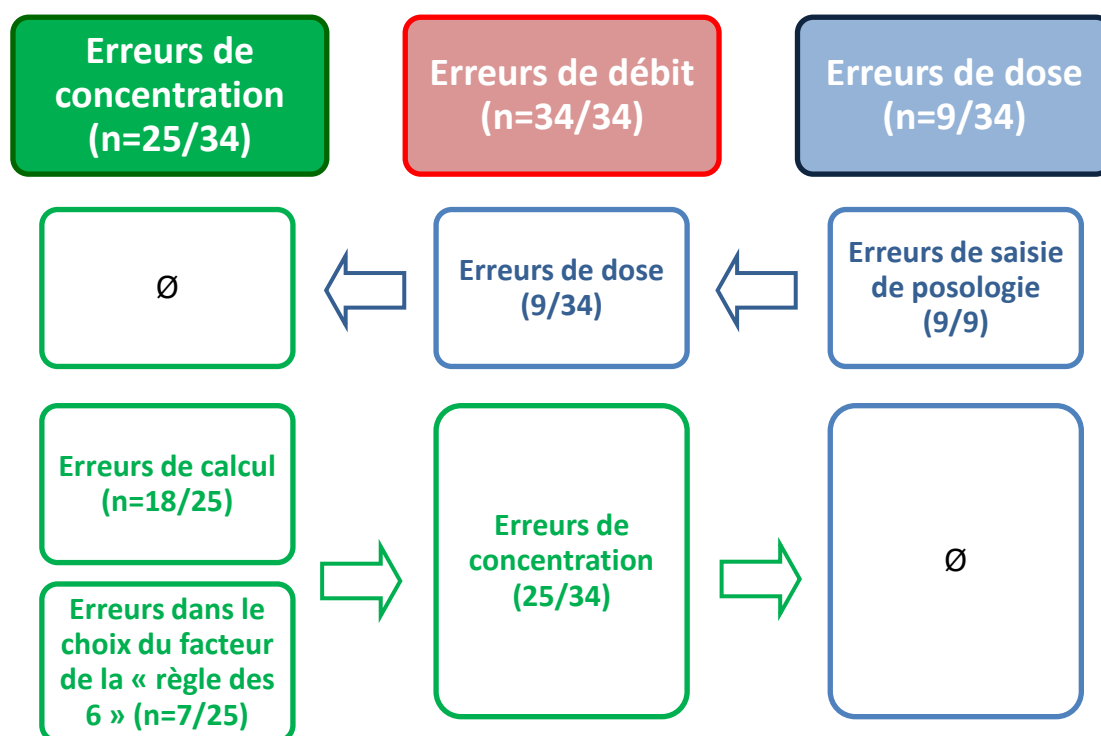 Erreurs de
concentration
(n=25/34)
Erreurs de débit
(n=34/34)
Erreurs de dose
(n=9/34)
Ø
Erreurs de dose
(9/34)
Erreurs de saisie
de posologie
(9/9)
Erreurs de calcul
(n=18/25)
Erreurs dans le
choix du facteur
de la « règle des
6 » (n=7/25)
Erreurs de
concentration
(25/34)
Ø